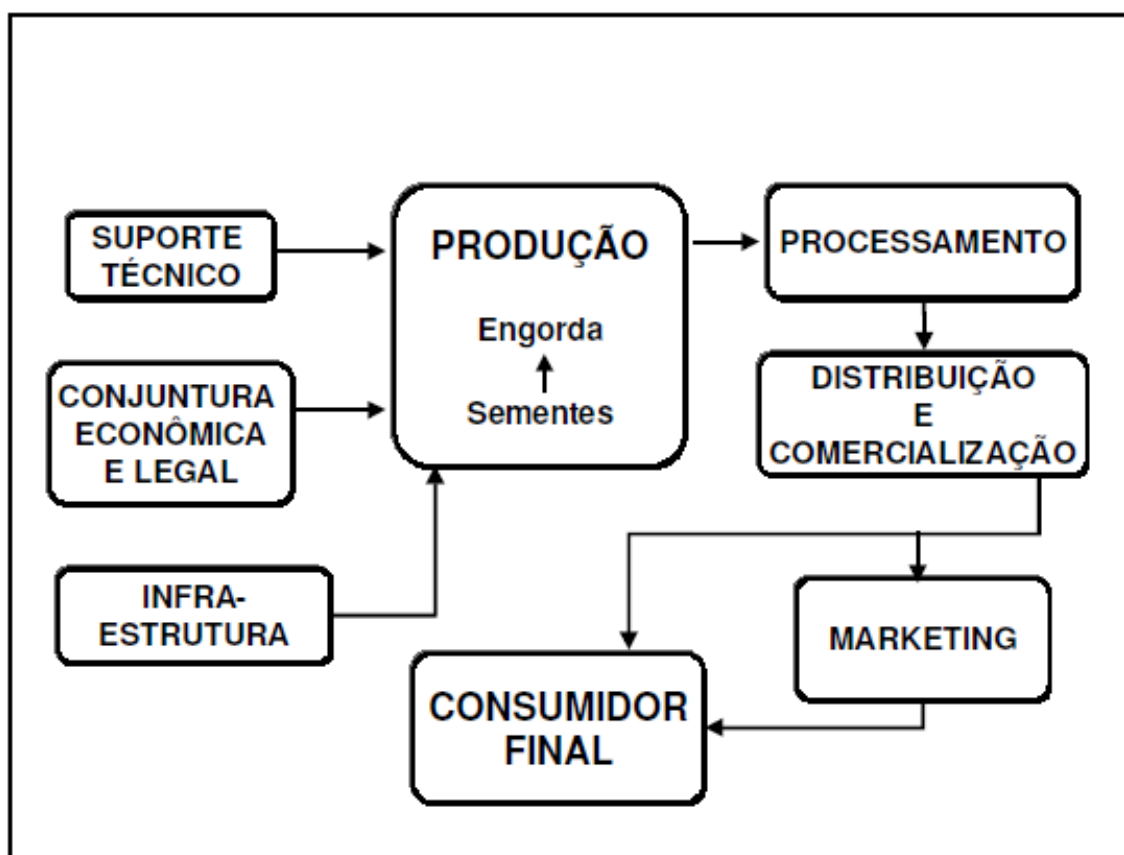 SUPORTE
TÉCNICO
CONJUNTURA
ECONÔMICA
E LEGAL
INFRA-
ESTRUTURA
PRODUÇÃO
Engorda
Sementes
PROCESSAMENTO
DISTRIBUIÇÃO
E
COMERCIALIZAÇÃO
MARKETING
CONSUMIDOR
FINAL